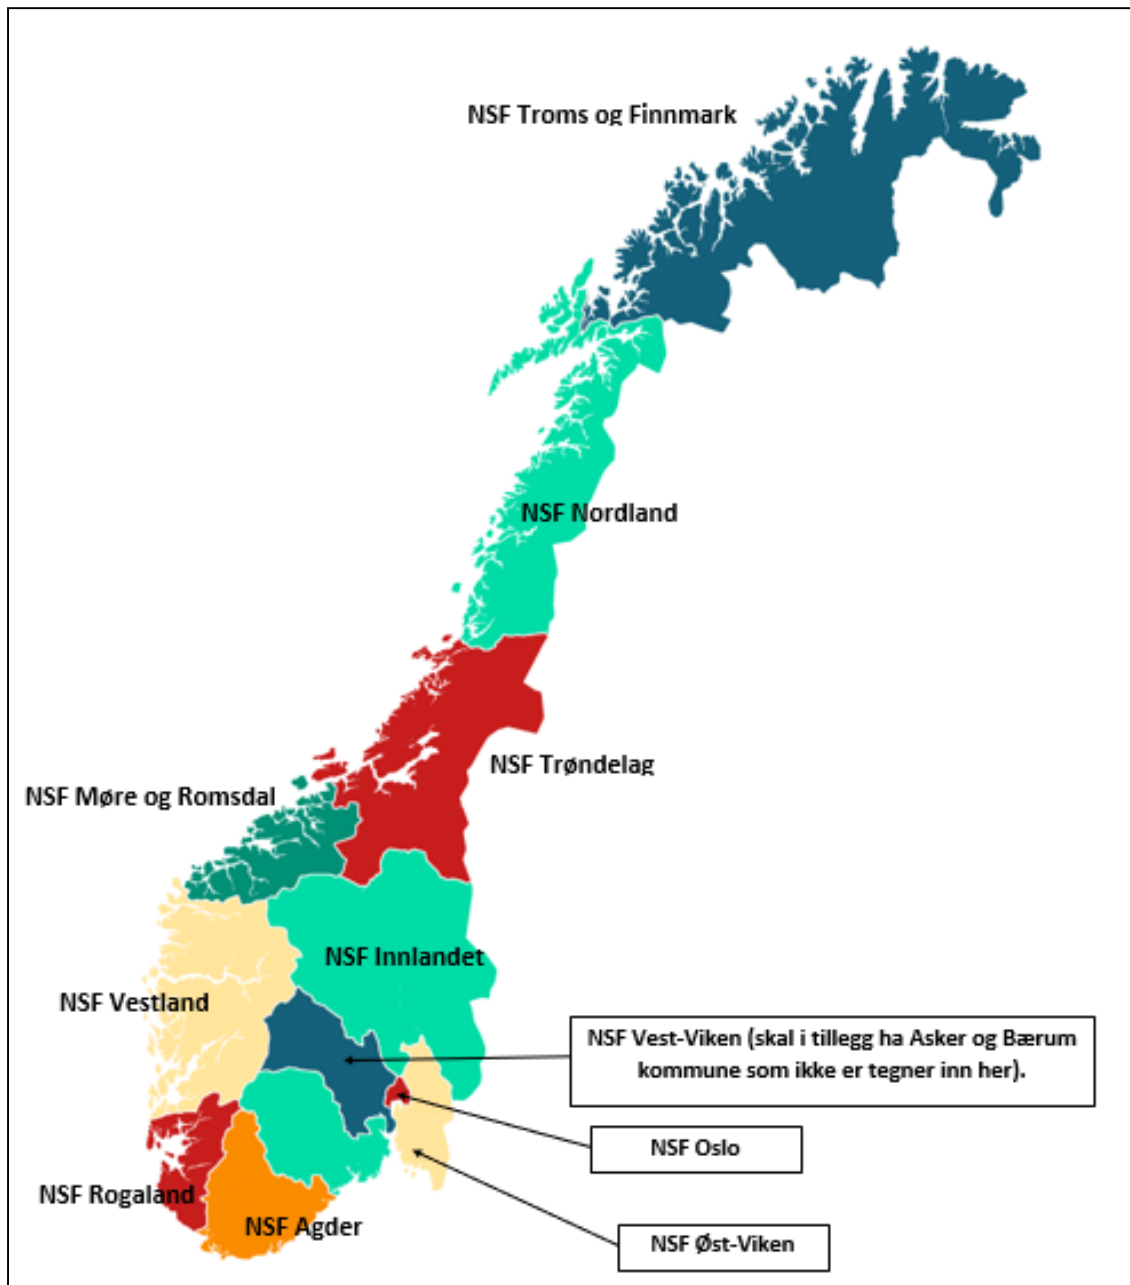 NSF Troms og Finnmark
NSF Nordland
NSF Trøndelag
NSF Møre og Romsdal
NSF Innlandet
NSF Vestland
NSF Vest-Viken (skal i tillegg ha Asker og Bærum
kommune som ikke er tegner inn her).
NSF Oslo
NSF Rogaland
NSF Agder
NSF Øst-Viken